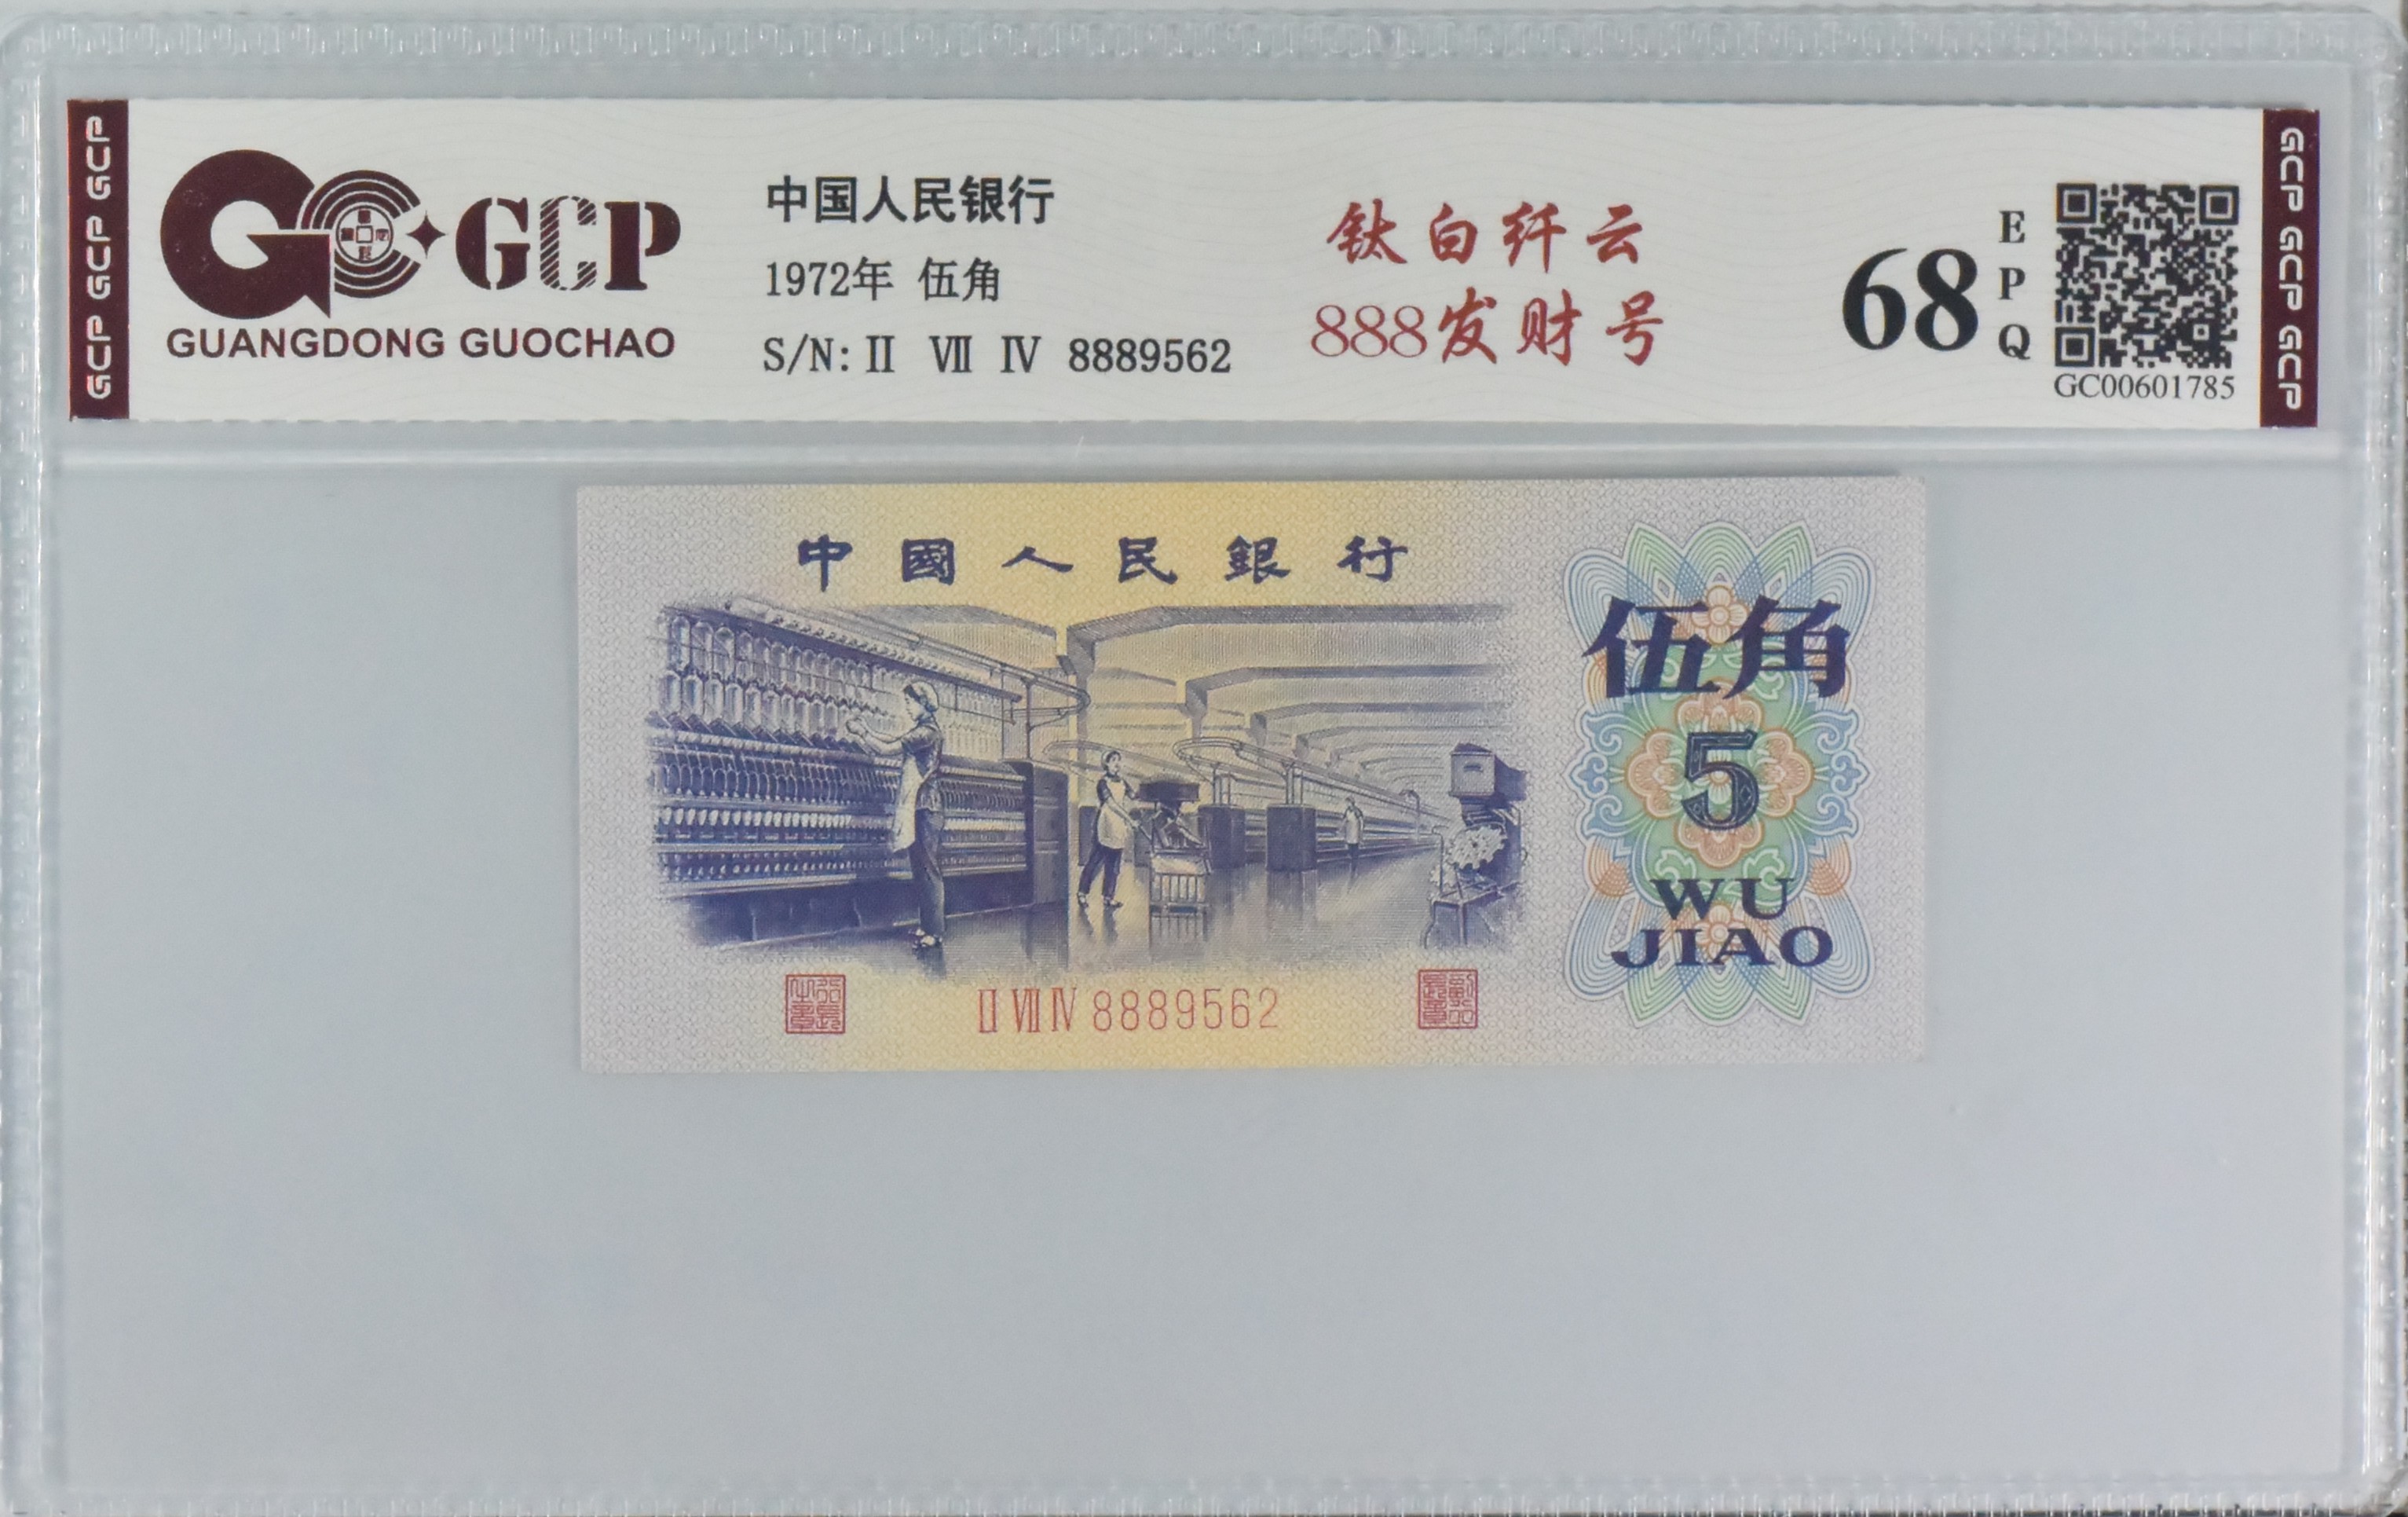 GCP GCP GCP
GCP
GUANGDONG GUOCHAO
中国人民银行
1972年 伍角
S/N: Ⅱ Ⅶ Ⅳ 8889562
钛白纤云
888发财号
68
EPQ
GC00601785
GCP GCP GCP
中國人民銀行
伍角
5
WU
JIAO
Ⅱ Ⅶ Ⅳ 8889562